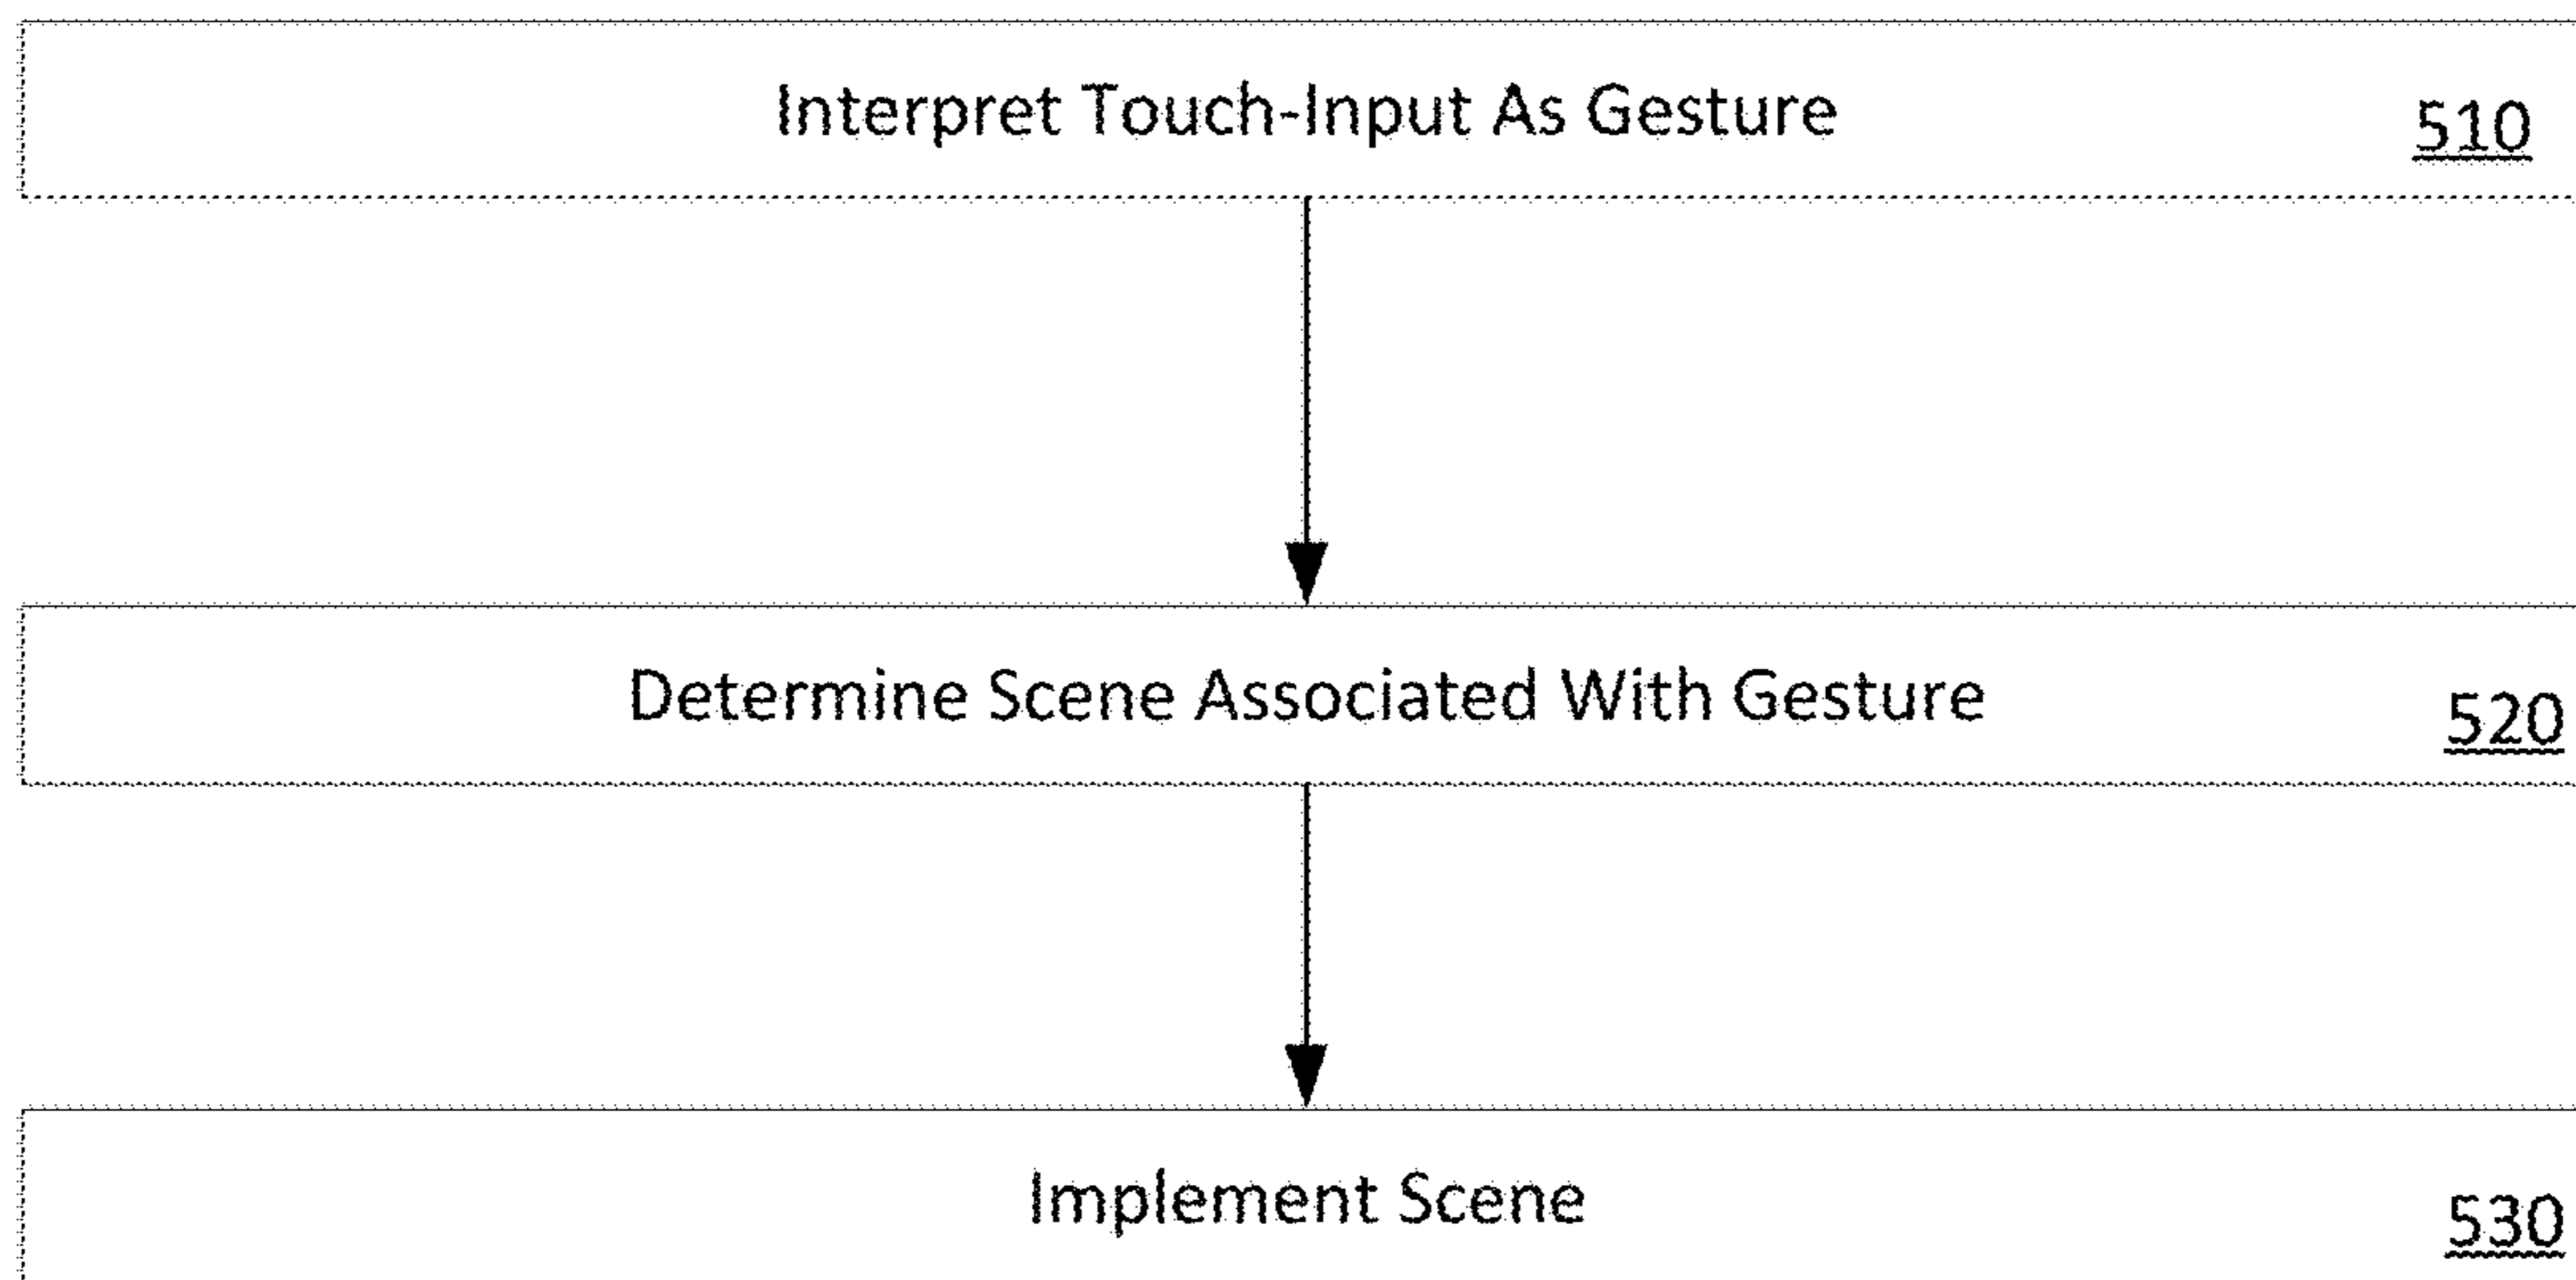 Interpret Touch-Input As Gesture
510
Determine Scene Associated With Gesture
520
Implement Scene
530